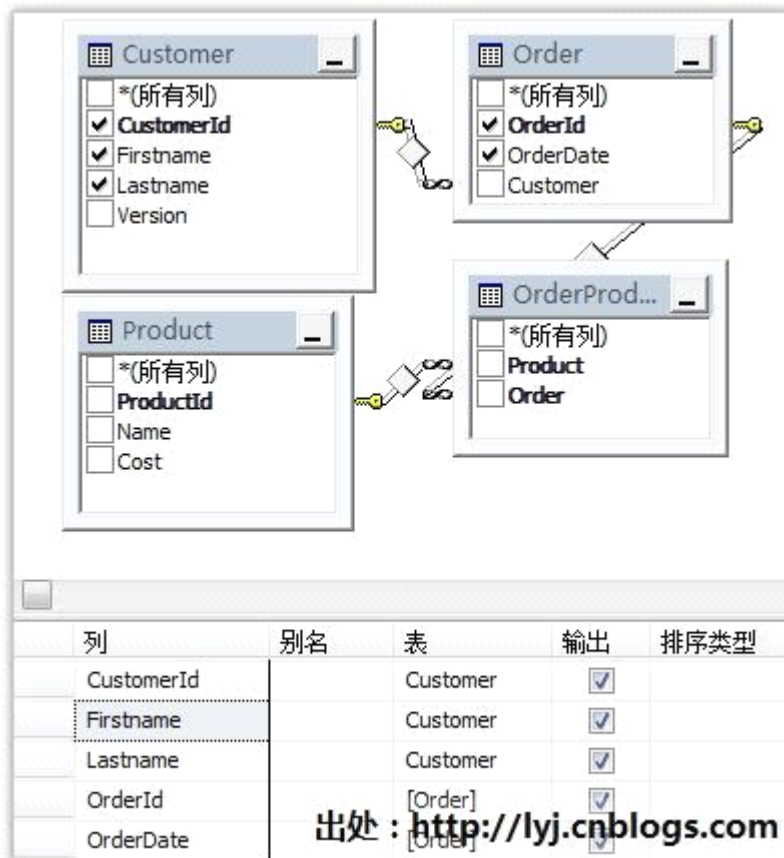 Customer
*(所有列)
CustomerId
Firstname
Lastname
Version
Order
*(所有列)
OrderId
OrderDate
Customer
Product
*(所有列)
ProductId
Name
Cost
OrderProd...
*(所有列)
Product
Order
列 别名 表 输出 排序类型
CustomerId Customer
Firstname Customer
Lastname Customer
OrderId [Order]
OrderDate [Order]
出处：http://lyj.cnblogs.com